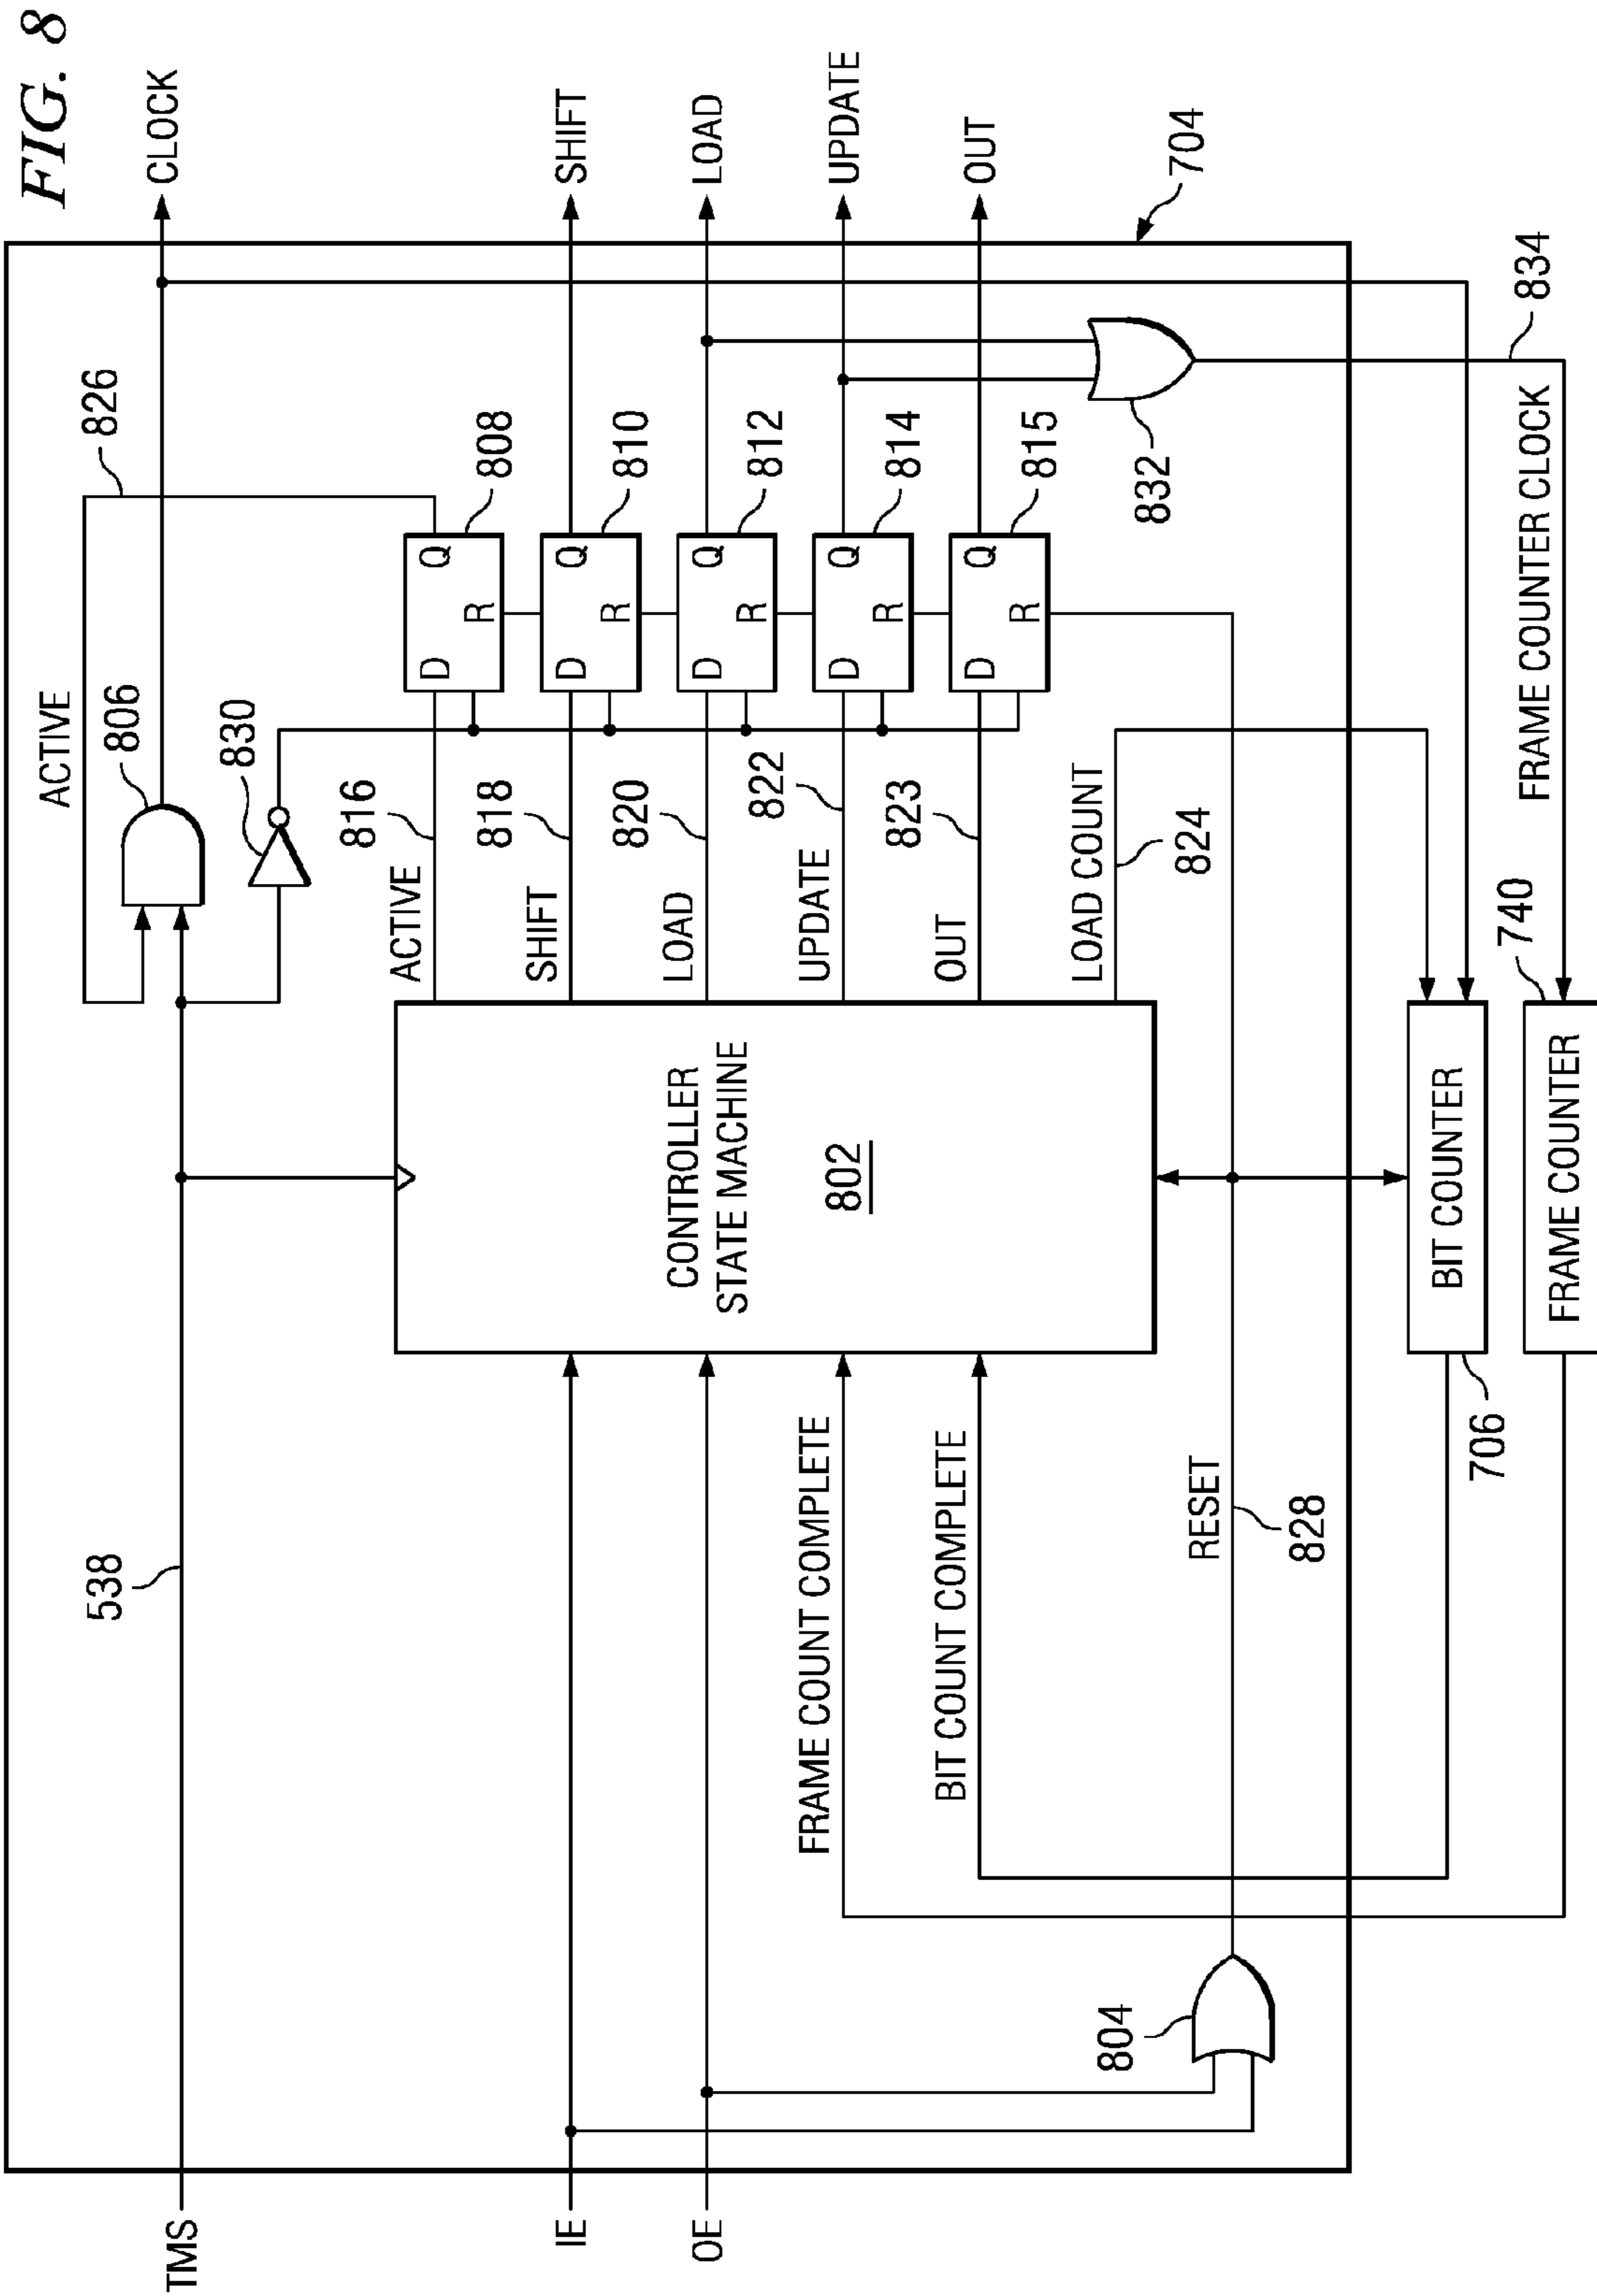 FIG. 8
TMS
538
ACTIVE
826
806
830
CLOCK
IE
OE
FRAME COUNT COMPLETE
BIT COUNT COMPLETE
RESET
828
804
CONTROLLER
STATE MACHINE
802
ACTIVE
816
SHIFT
818
LOAD
820
UPDATE
822
OUT
823
LOAD COUNT
824
D
Q
R
808
D
Q
R
810
D
Q
R
812
D
Q
R
814
D
Q
R
815
SHIFT
LOAD
UPDATE
OUT
704
832
834
FRAME COUNTER CLOCK
BIT COUNTER
706
FRAME COUNTER
740